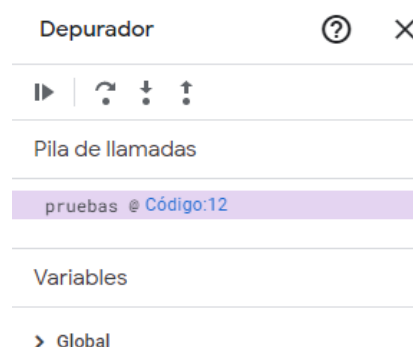 Depurador
Pila de llamadas
pruebas @ Código:12
Variables
Global